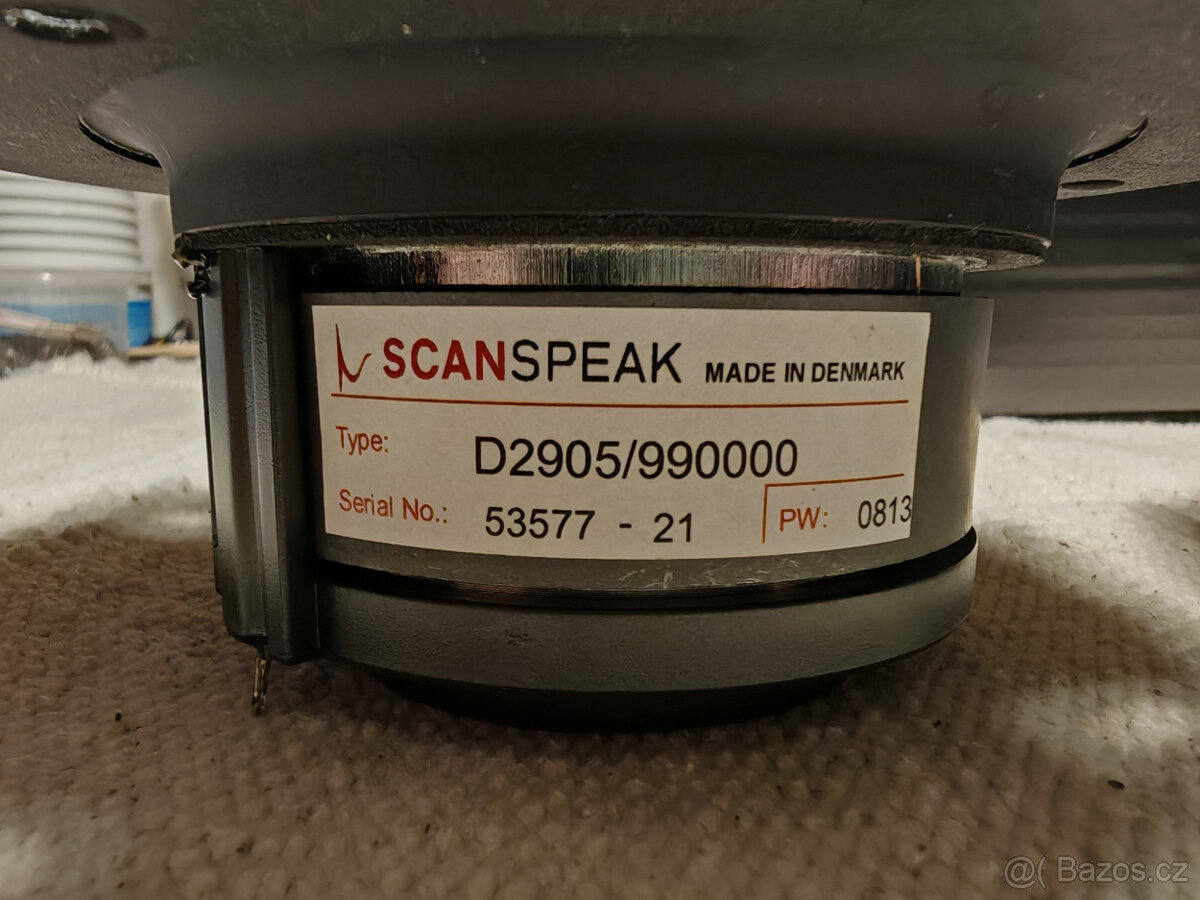 SCANSPEAK MADE IN DENMARK
Type: D2905/990000
Serial No.: 53577 - 21 PW: 0813
@( Bazos.cz